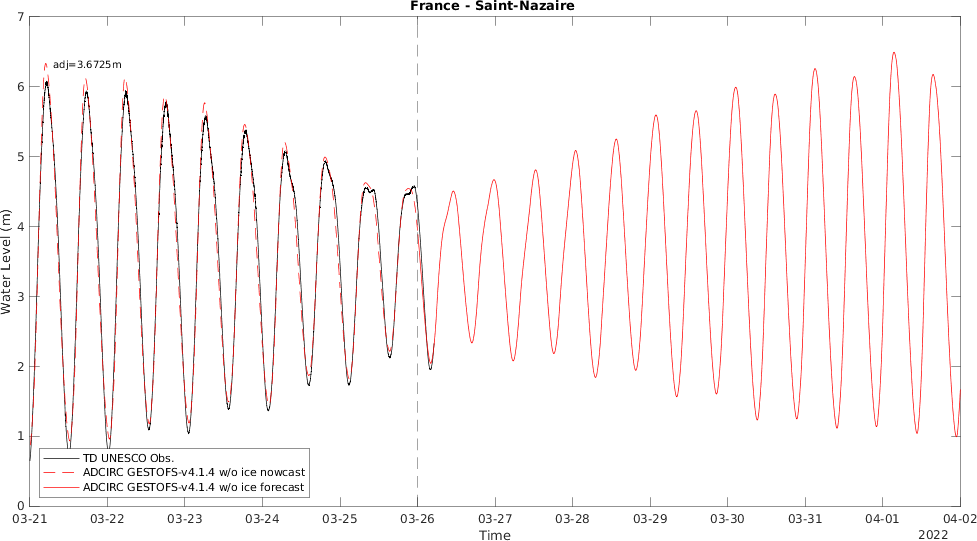 France - Saint-Nazaire
adj=3.6725m
Water Level (m)
7
6
5
4
3
2
1
0
TD UNESCO Obs.
ADCIRC GESTOFS-v4.1.4 w/o ice nowcast
ADCIRC GESTOFS-v4.1.4 w/o ice forecast
03-21 03-22 03-23 03-24 03-25 03-26 03-27 03-28 03-29 03-30 03-31 04-01 04-02
Time
2022